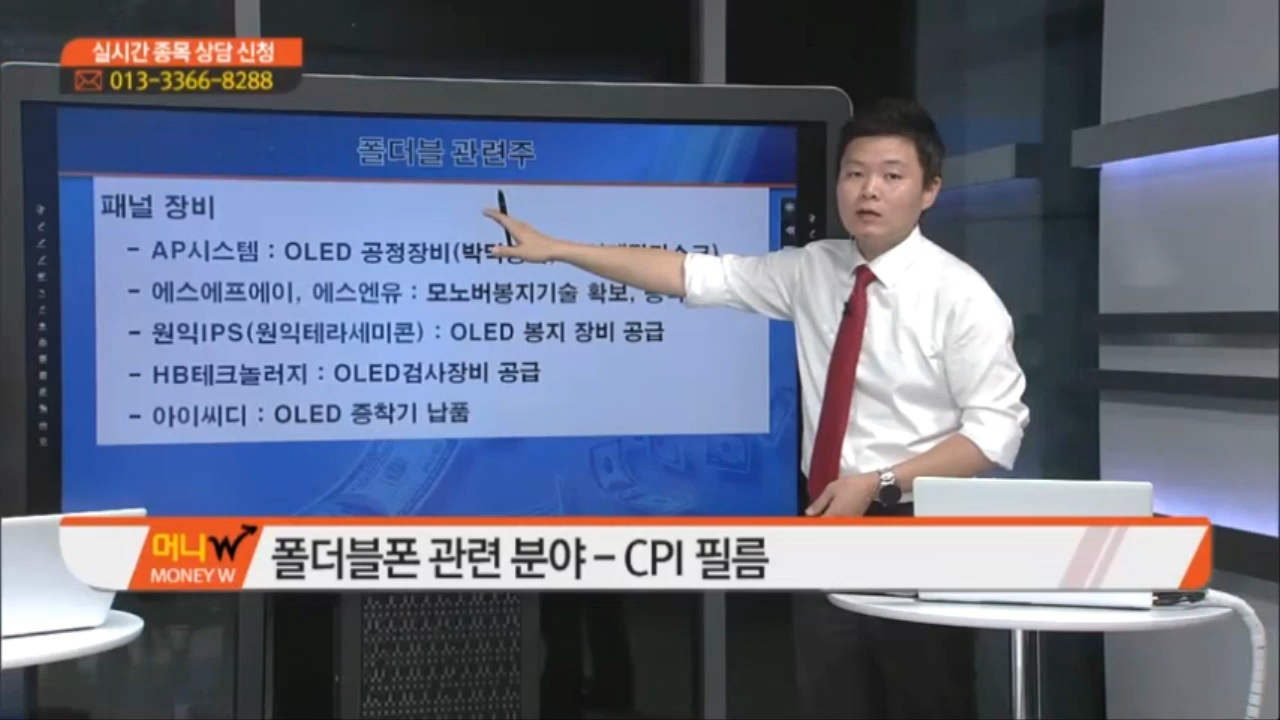 실시간 종목 상담 신청
013-3366-8288
폴더블 관련주
패널 장비
- AP시스템 : OLED 공정장비(
- 에스에프에이, 에스엔유 : 모노버봉지기술 확보,
- 원익IPS(원익테라세미콘) : OLED 봉지 장비 공급
- HB테크놀러지 : OLED검사장비 공급
- 아이씨디 : OLED 증착기 납품
머니W
MONEY W
폴더블폰 관련 분야 - CPI 필름